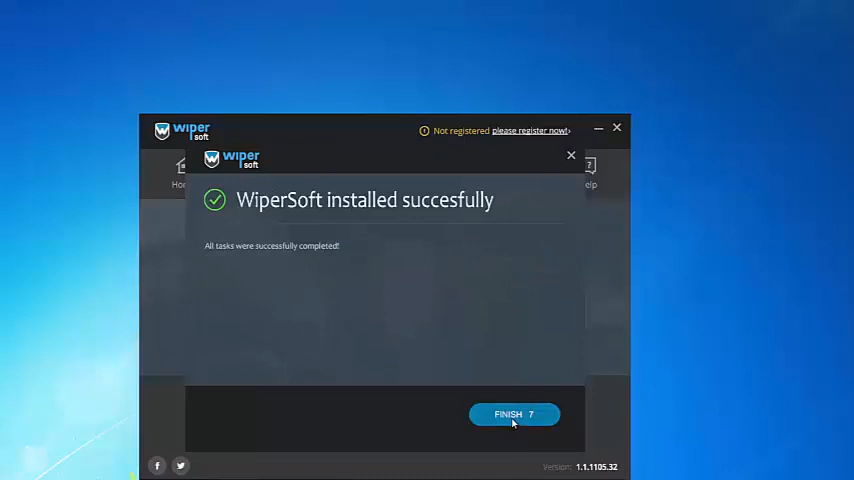 wiper
soft
Not registered please register now!›
wiper
soft
Hor
elp
WiperSoft installed succesfully
All tasks were successfully completed!
FINISH 7
Version: 1.1.1105.32